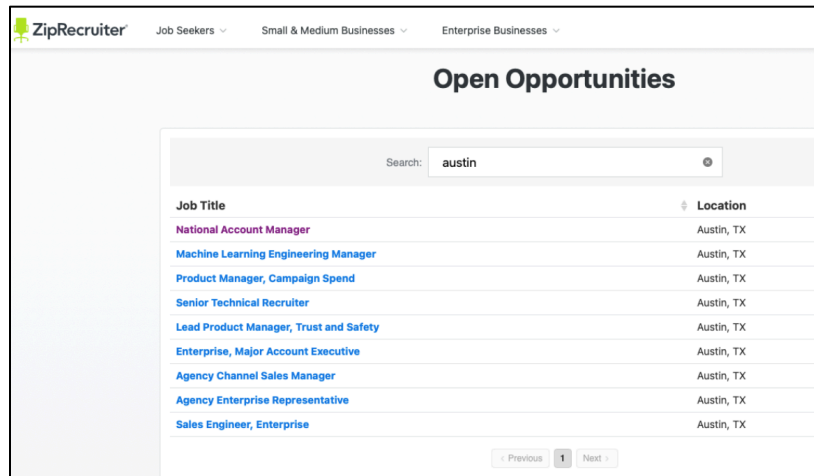 ZipRecruiter® Job Seekers Small & Medium Businesses Enterprise Businesses
Open Opportunities
Search: austin
Job Title Location
National Account Manager Austin, TX
Machine Learning Engineering Manager Austin, TX
Product Manager, Campaign Spend Austin, TX
Senior Technical Recruiter Austin, TX
Lead Product Manager, Trust and Safety Austin, TX
Enterprise, Major Account Executive Austin, TX
Agency Channel Sales Manager Austin, TX
Agency Enterprise Representative Austin, TX
Sales Engineer, Enterprise Austin, TX
< Previous 1 Next >